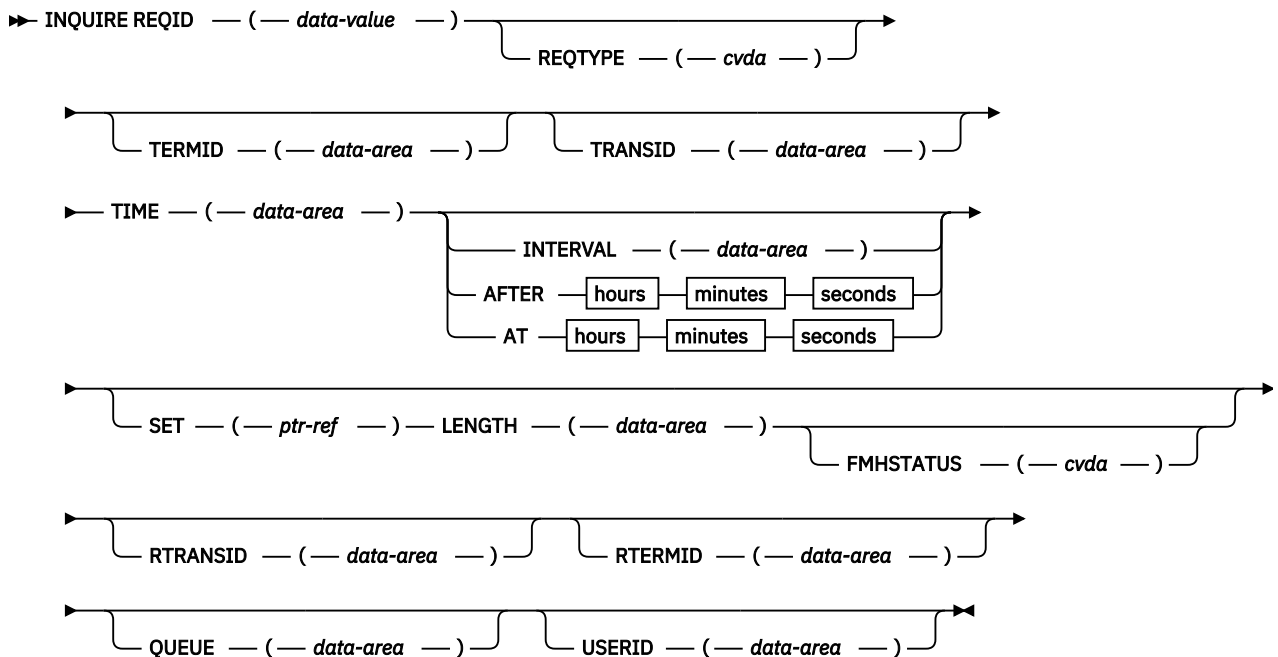 INQUIRE REQID ( data-value )
REQTYPE ( cvda )
TERMID ( data-area ) TRANSID ( data-area )
TIME ( data-area )
INTERVAL ( data-area )
AFTER hours minutes seconds
AT hours minutes seconds
SET ( ptr-ref ) LENGTH ( data-area )
FMHSTATUS ( cvda )
RTRANSID ( data-area ) RTERMID ( data-area )
QUEUE ( data-area ) USERID ( data-area )